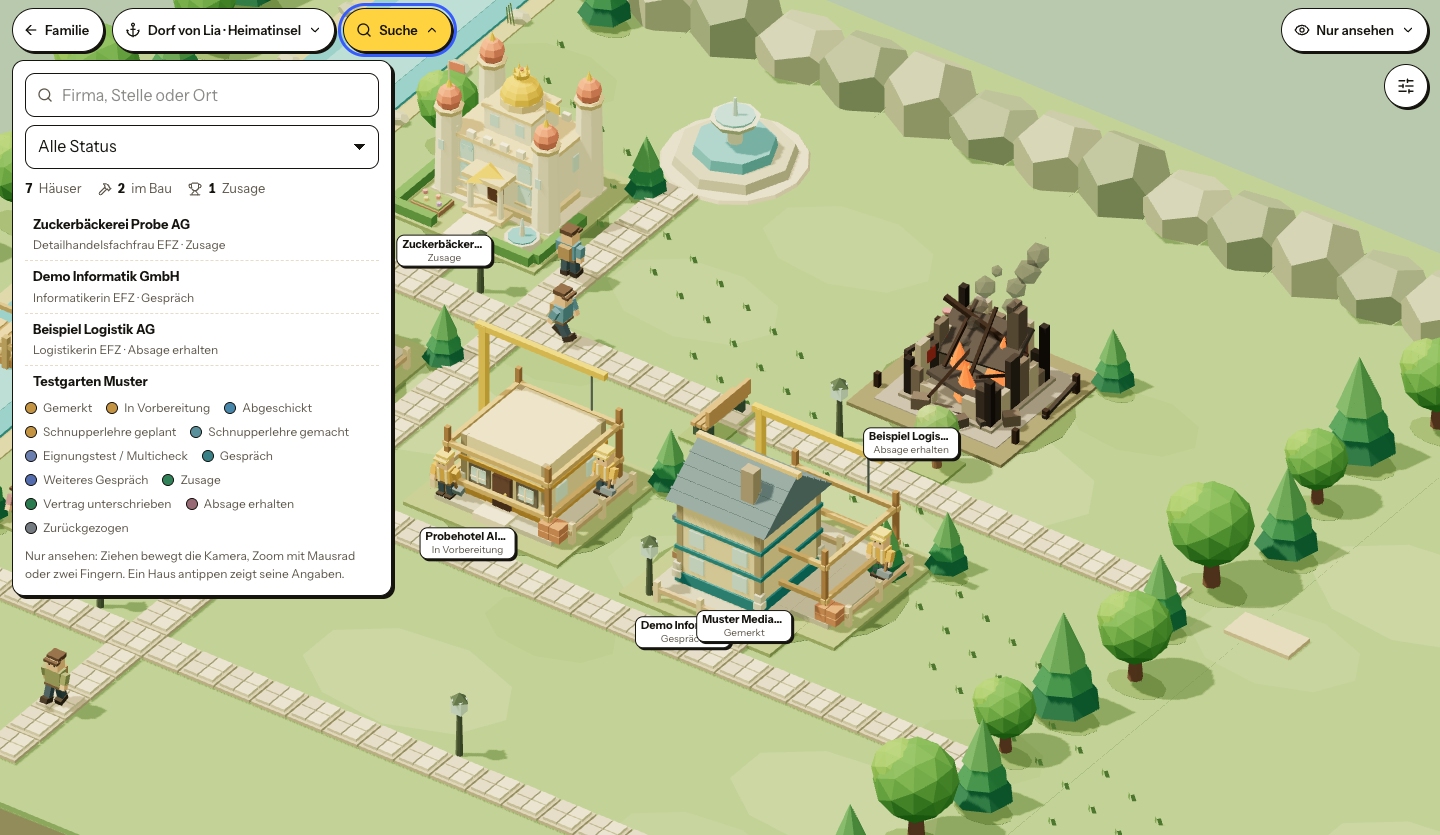 Familie
Dorf von Lia · Heimatinsel
Suche
Nur ansehen
Firma, Stelle oder Ort
Alle Status
7 Häuser 2 im Bau 1 Zusage
Zuckerbäckerei Probe AG
Detailhandelsfachfrau EFZ · Zusage
Demo Informatik GmbH
Informatikerin EFZ · Gespräch
Beispiel Logistik AG
Logistikerin EFZ · Absage erhalten
Testgarten Muster
Gemerkt In Vorbereitung Abgeschickt
Schnupperlehre geplant Schnupperlehre gemacht
Eignungstest / Multicheck Gespräch
Weiteres Gespräch Zusage
Vertrag unterschrieben Absage erhalten
Zurückgezogen
Nur ansehen: Ziehen bewegt die Kamera, Zoom mit Mausrad
oder zwei Fingern. Ein Haus antippen zeigt seine Angaben.
Zuckerbäcker...
Zusage
Beispiel Logis...
Absage erhalten
Probehotel Al...
In Vorbereitung
Demo Infor
Gespräc
Muster Media...
Gemerkt